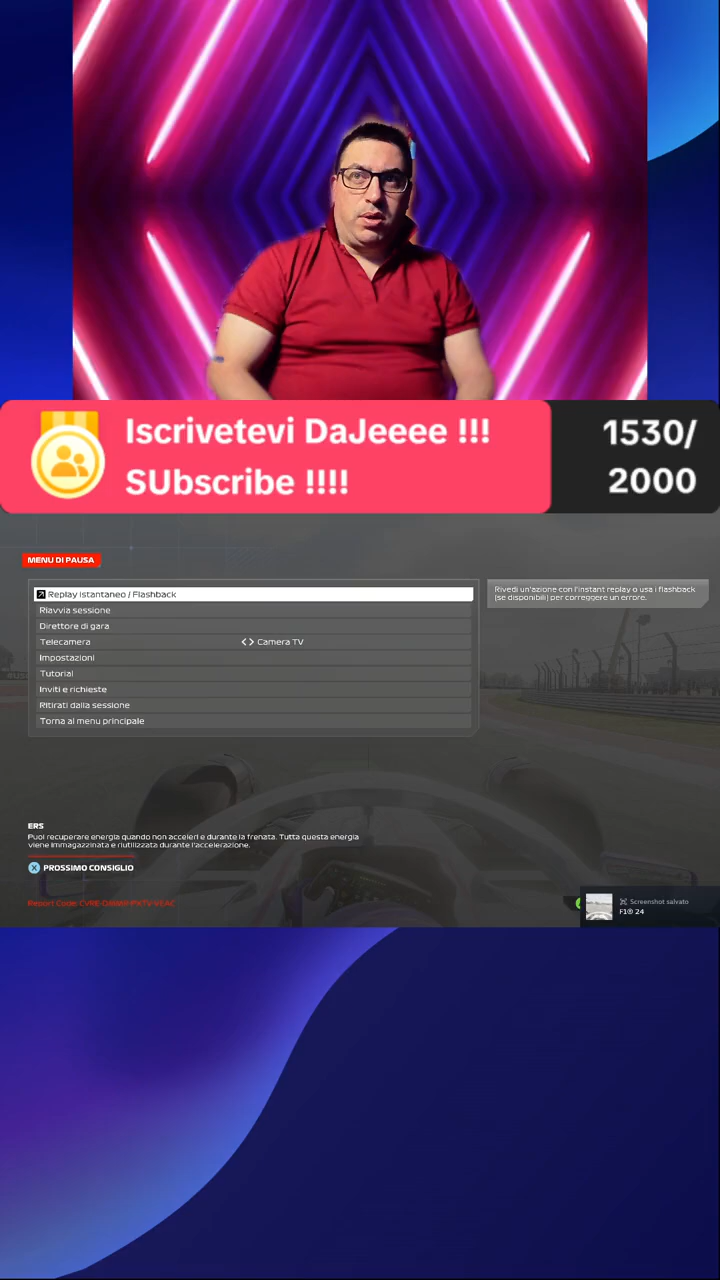 Iscrivetevi DaJeeee !!!
SUbscribe !!!!
1530/
2000
MENU DI PAUSA
Replay istantaneo / Flashback
Riavvia sessione
Direttore di gara
Telecamera
Camera TV
Impostazioni
Tutorial
Inviti e richieste
Ritirati dalla sessione
Torna al menu principale
Rivedi un'azione con l'instant replay o usa i flashback
(se disponibili) per correggere un errore.
ERS
Puoi recuperare energia quando non acceleri e durante la frenata. Tutta questa energia
viene immagazzinata e riutilizzata durante l'accelerazione.
PROSSIMO CONSIGLIO
Report Code:
Screenshot salvato
F1® 24